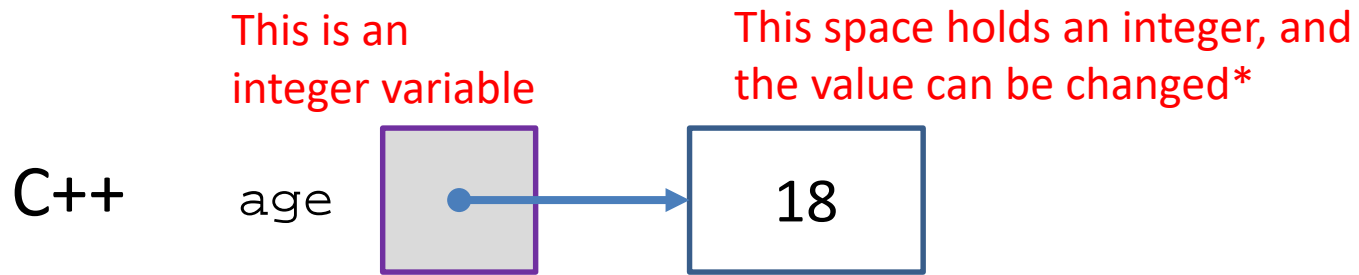 This is an
integer variable
This space holds an integer, and
the value can be changed*
C++ age 18